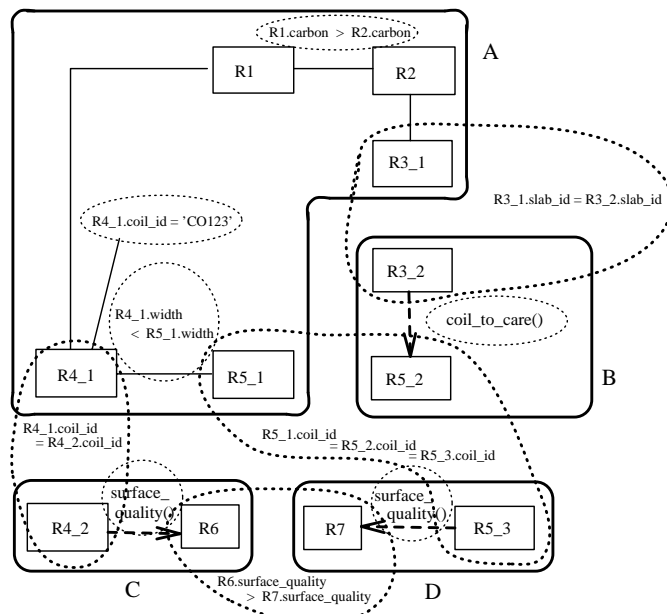 R1.carbon > R2.carbon
A
R1
R2
R3_1
R3_1.slab_id = R3_2.slab_id
R4_1.coil_id = 'CO123'
R3_2
R4_1.width
< R5_1.width
coil_to_care()
R4_1
R5_1
R5_2
B
R4_1.coil_id
= R4_2.coil_id
R5_1.coil_id
= R5_2.coil_id
= R5_3.coil_id
surface_
quality()
R4_2
R6
surface_
quality()
R7
R5_3
C
R6.surface_quality
> R7.surface_quality
D